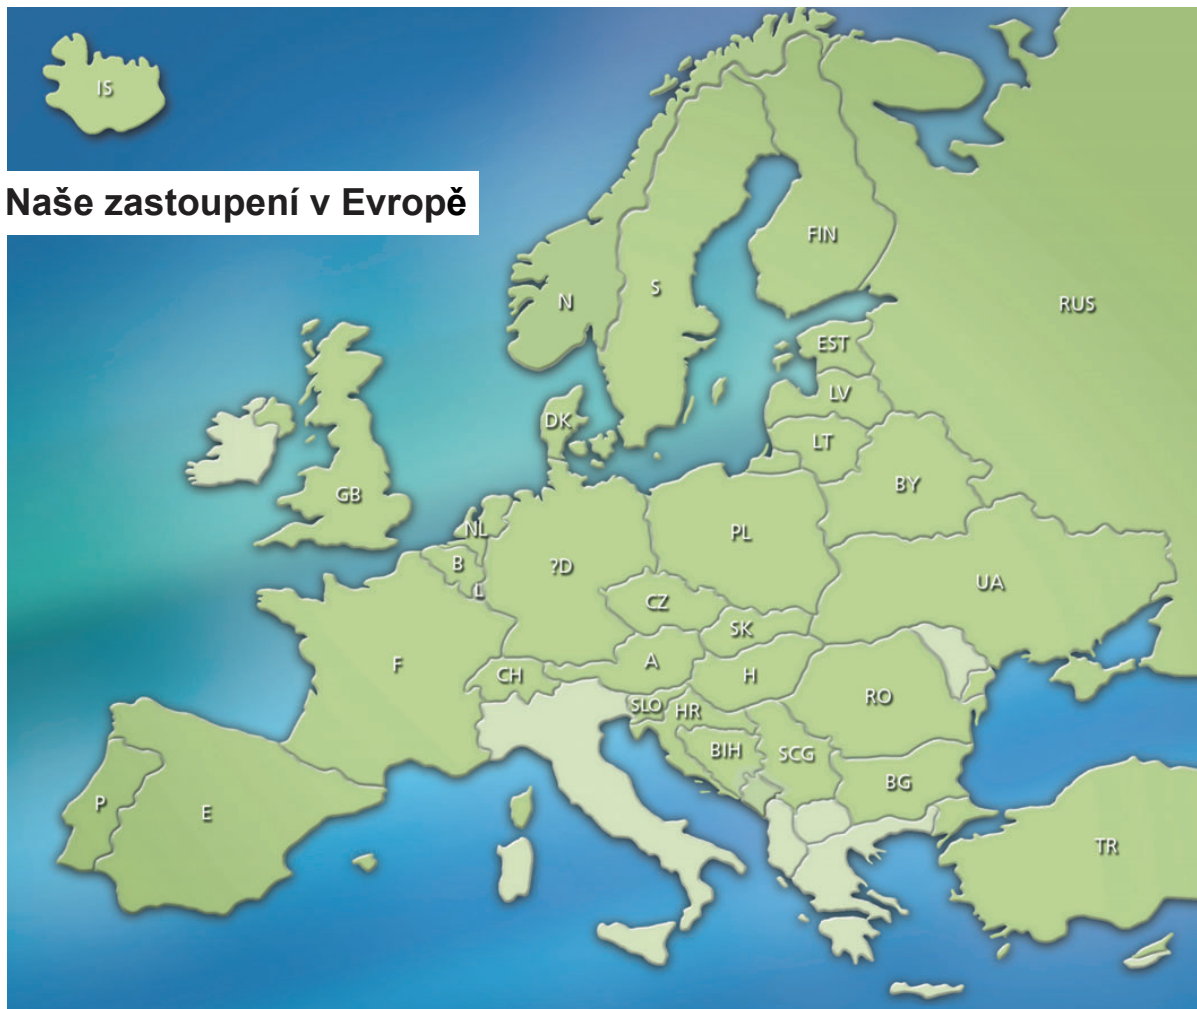 IS
Naše zastoupení v Evropě
FIN
N
S
RUS
EST
LV
DK
LT
BY
GB
NL
PL
B
?D
L
UA
CZ
SK
F
A
CH
H
SLO
HR
RO
BIH
SCG
BG
P
E
TR